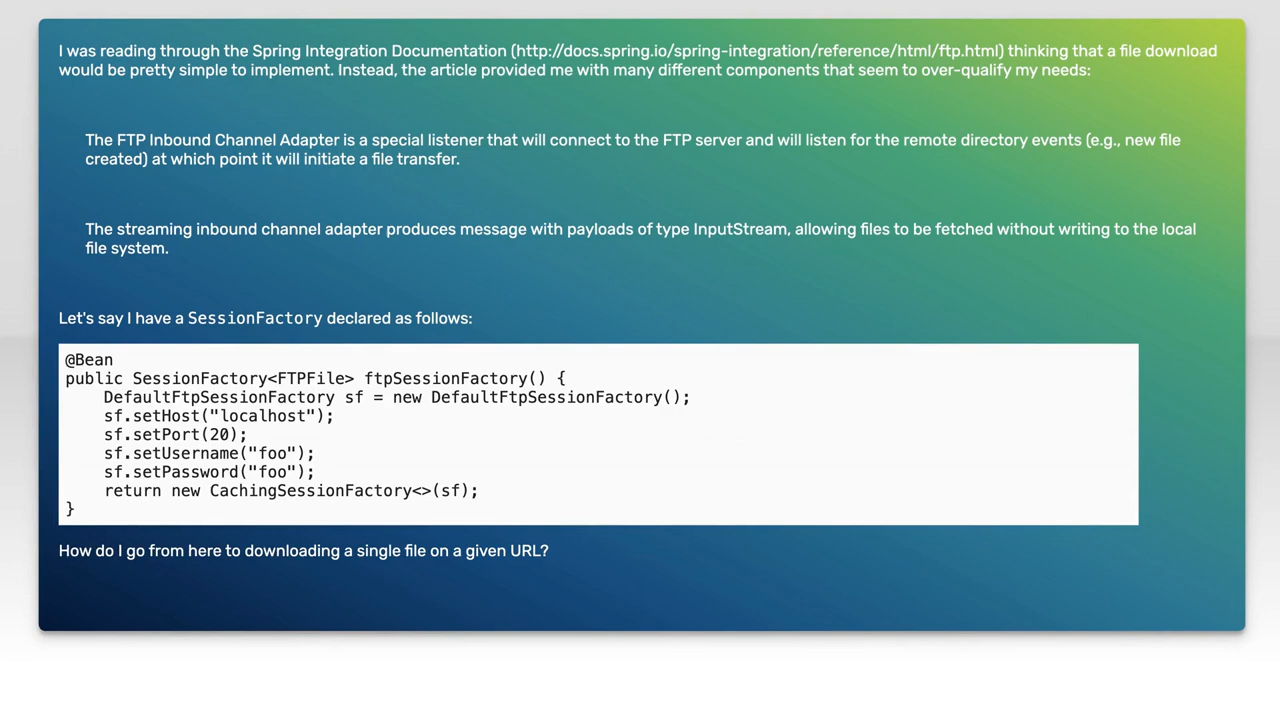 I was reading through the Spring Integration Documentation (http://docs.spring.io/spring-integration/reference/html/ftp.html) thinking that a file download
would be pretty simple to implement. Instead, the article provided me with many different components that seem to over-qualify my needs:
The FTP Inbound Channel Adapter is a special listener that will connect to the FTP server and will listen for the remote directory events (e.g., new file
created) at which point it will initiate a file transfer.
The streaming inbound channel adapter produces message with payloads of type InputStream, allowing files to be fetched without writing to the local
file system.
Let's say I have a SessionFactory declared as follows:
@Bean
public SessionFactory<FTPFile> ftpSessionFactory() {
    DefaultFtpSessionFactory sf = new DefaultFtpSessionFactory();
    sf.setHost("localhost");
    sf.setPort(20);
    sf.setUsername("foo");
    sf.setPassword("foo");
    return new CachingSessionFactory<>(sf);
}
How do I go from here to downloading a single file on a given URL?